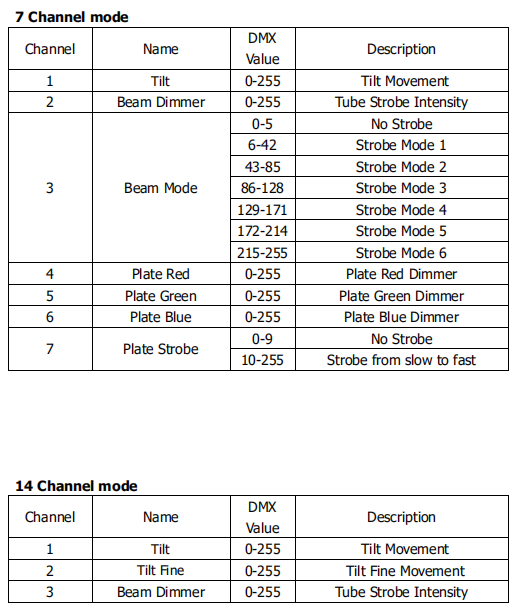 7 Channel mode
Channel Name DMX Value Description
1 Tilt 0-255 Tilt Movement
2 Beam Dimmer 0-255 Tube Strobe Intensity
3 Beam Mode 0-5 No Strobe
6-42 Strobe Mode 1
43-85 Strobe Mode 2
86-128 Strobe Mode 3
129-171 Strobe Mode 4
172-214 Strobe Mode 5
215-255 Strobe Mode 6
4 Plate Red 0-255 Plate Red Dimmer
5 Plate Green 0-255 Plate Green Dimmer
6 Plate Blue 0-255 Plate Blue Dimmer
7 Plate Strobe 0-9 No Strobe
10-255 Strobe from slow to fast
14 Channel mode
Channel Name DMX Value Description
1 Tilt 0-255 Tilt Movement
2 Tilt Fine 0-255 Tilt Fine Movement
3 Beam Dimmer 0-255 Tube Strobe Intensity